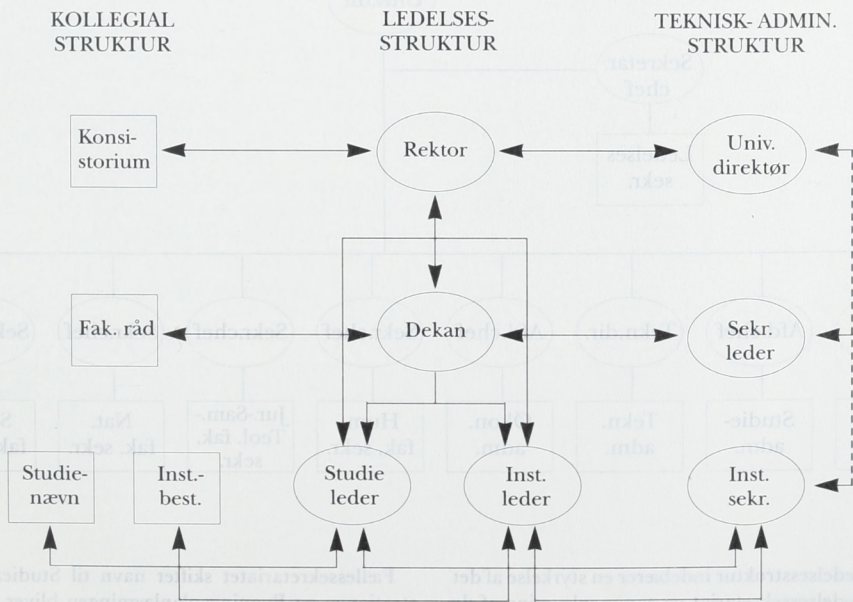 KOLLEGIAL
STRUKTUR
LEDELSES-
STRUKTUR
TEKNISK- ADMIN.
STRUKTUR
Konsi-
storium
Rektor
Univ.
direktør
Fak. råd
Dekan
Sekr.
leder
Studie-
nævn
Inst.-
best.
Studie
leder
Inst.
leder
Inst.
sekr.